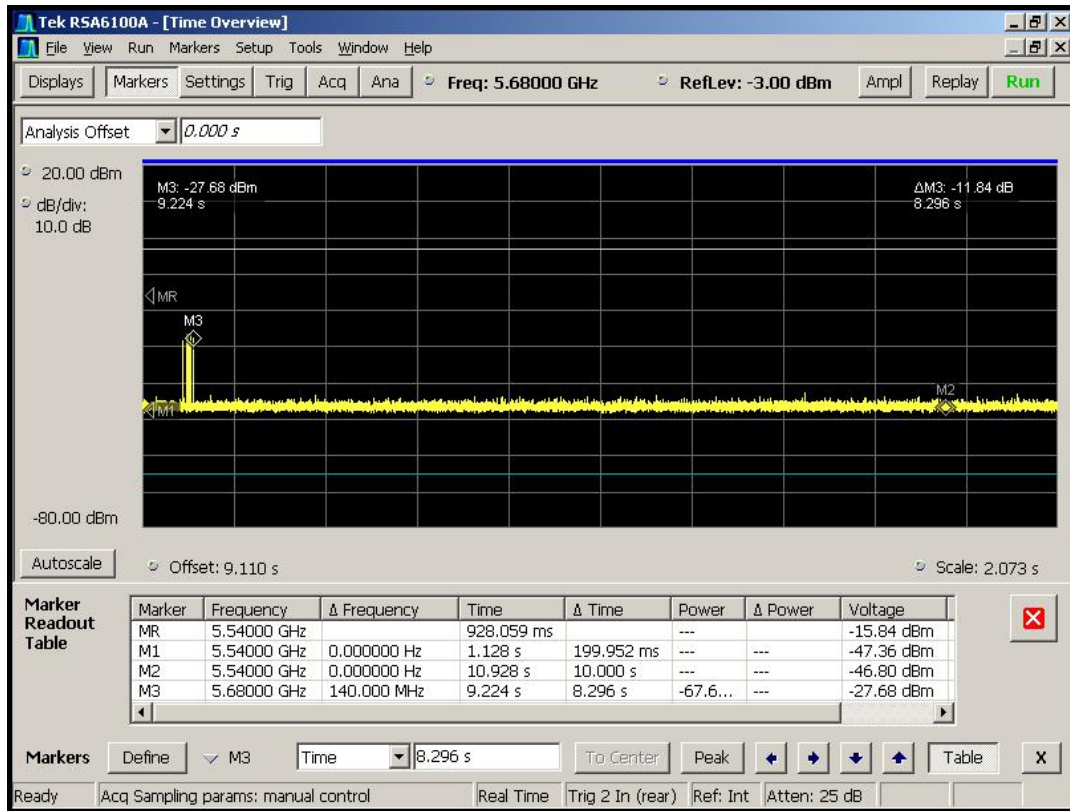 Tek RSA6100A - [Time Overview]
File View Run Markers Setup Tools Window Help
Displays Markers Settings Trig Acq Ana Freq: 5.68000 GHz RefLev: -3.00 dBm Ampl Replay Run
Analysis Offset 0.000 s
20.00 dBm
dB/div:
10.0 dB
M3: -27.68 dBm
9.224 s
ΔM3: -11.84 dB
8.296 s
MR
M3
M1
M2
-80.00 dBm
Autoscale Offset: 9.110 s Scale: 2.073 s
Marker
Readout
Table
Marker Frequency Δ Frequency Time Δ Time Power Δ Power Voltage
MR 5.54000 GHz 928.059 ms --- -15.84 dBm
M1 5.54000 GHz 0.000000 Hz 1.128 s 199.952 ms --- --- -47.36 dBm
M2 5.54000 GHz 0.000000 Hz 10.928 s 10.000 s --- --- -46.80 dBm
M3 5.68000 GHz 140.000 MHz 9.224 s 8.296 s -67.6... --- -27.68 dBm
Markers Define M3 Time 8.296 s To Center Peak Table X
Ready Acq Sampling params: manual control Real Time Trig 2 In (rear) Ref: Int Atten: 25 dB